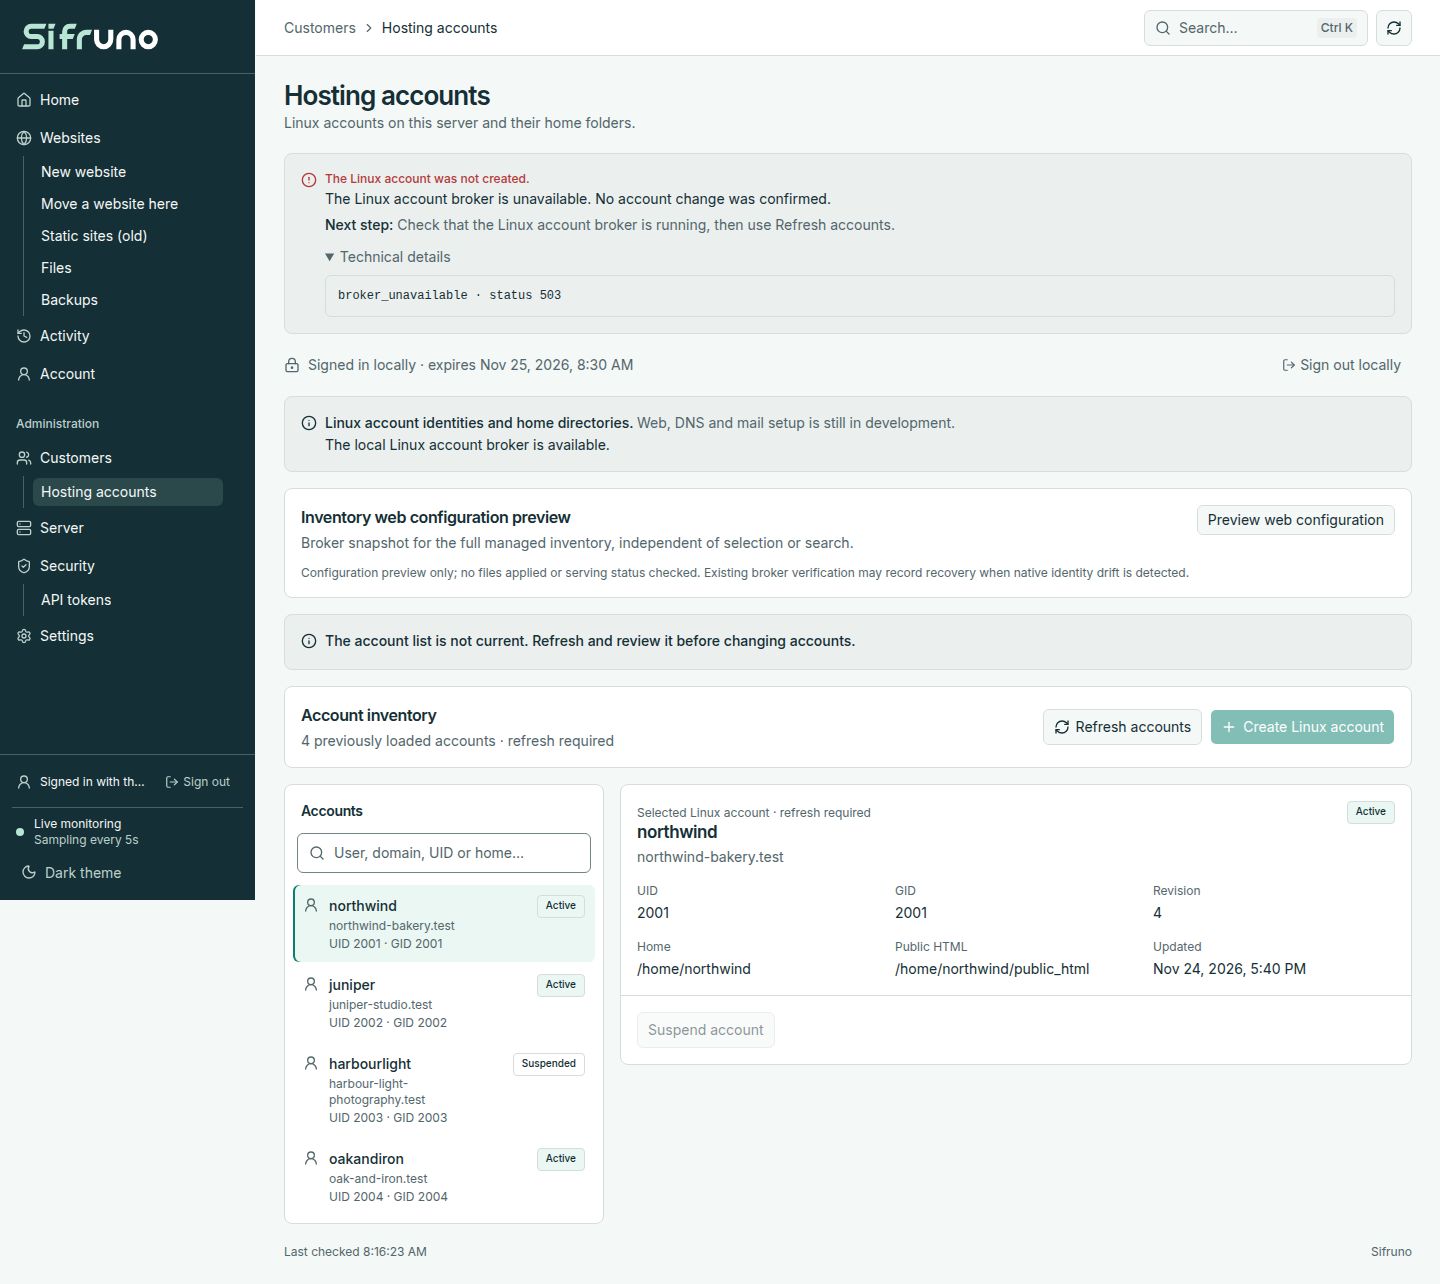 Sifruno
Home
Websites
New website
Move a website here
Static sites (old)
Files
Backups
Activity
Account
Administration
Customers
Hosting accounts
Server
Security
API tokens
Settings
Signed in with th...
Sign out
Live monitoring
Sampling every 5s
Dark theme
Customers > Hosting accounts
Search...
Ctrl K
Hosting accounts
Linux accounts on this server and their home folders.
The Linux account was not created.
The Linux account broker is unavailable. No account change was confirmed.
Next step: Check that the Linux account broker is running, then use Refresh accounts.
▼ Technical details
broker_unavailable · status 503
Signed in locally · expires Nov 25, 2026, 8:30 AM
Sign out locally
Linux account identities and home directories. Web, DNS and mail setup is still in development.
The local Linux account broker is available.
Inventory web configuration preview
Preview web configuration
Broker snapshot for the full managed inventory, independent of selection or search.
Configuration preview only; no files applied or serving status checked. Existing broker verification may record recovery when native identity drift is detected.
The account list is not current. Refresh and review it before changing accounts.
Account inventory
4 previously loaded accounts · refresh required
Refresh accounts
Create Linux account
Accounts
User, domain, UID or home...
northwind
Active
northwind-bakery.test
UID 2001 · GID 2001
juniper
Active
juniper-studio.test
UID 2002 · GID 2002
harbourlight
Suspended
harbour-light-
photography.test
UID 2003 · GID 2003
oakandiron
Active
oak-and-iron.test
UID 2004 · GID 2004
Selected Linux account · refresh required
Active
northwind
northwind-bakery.test
UID
GID
Revision
2001
2001
4
Home
Public HTML
Updated
/home/northwind
/home/northwind/public_html
Nov 24, 2026, 5:40 PM
Suspend account
Last checked 8:16:23 AM
Sifruno